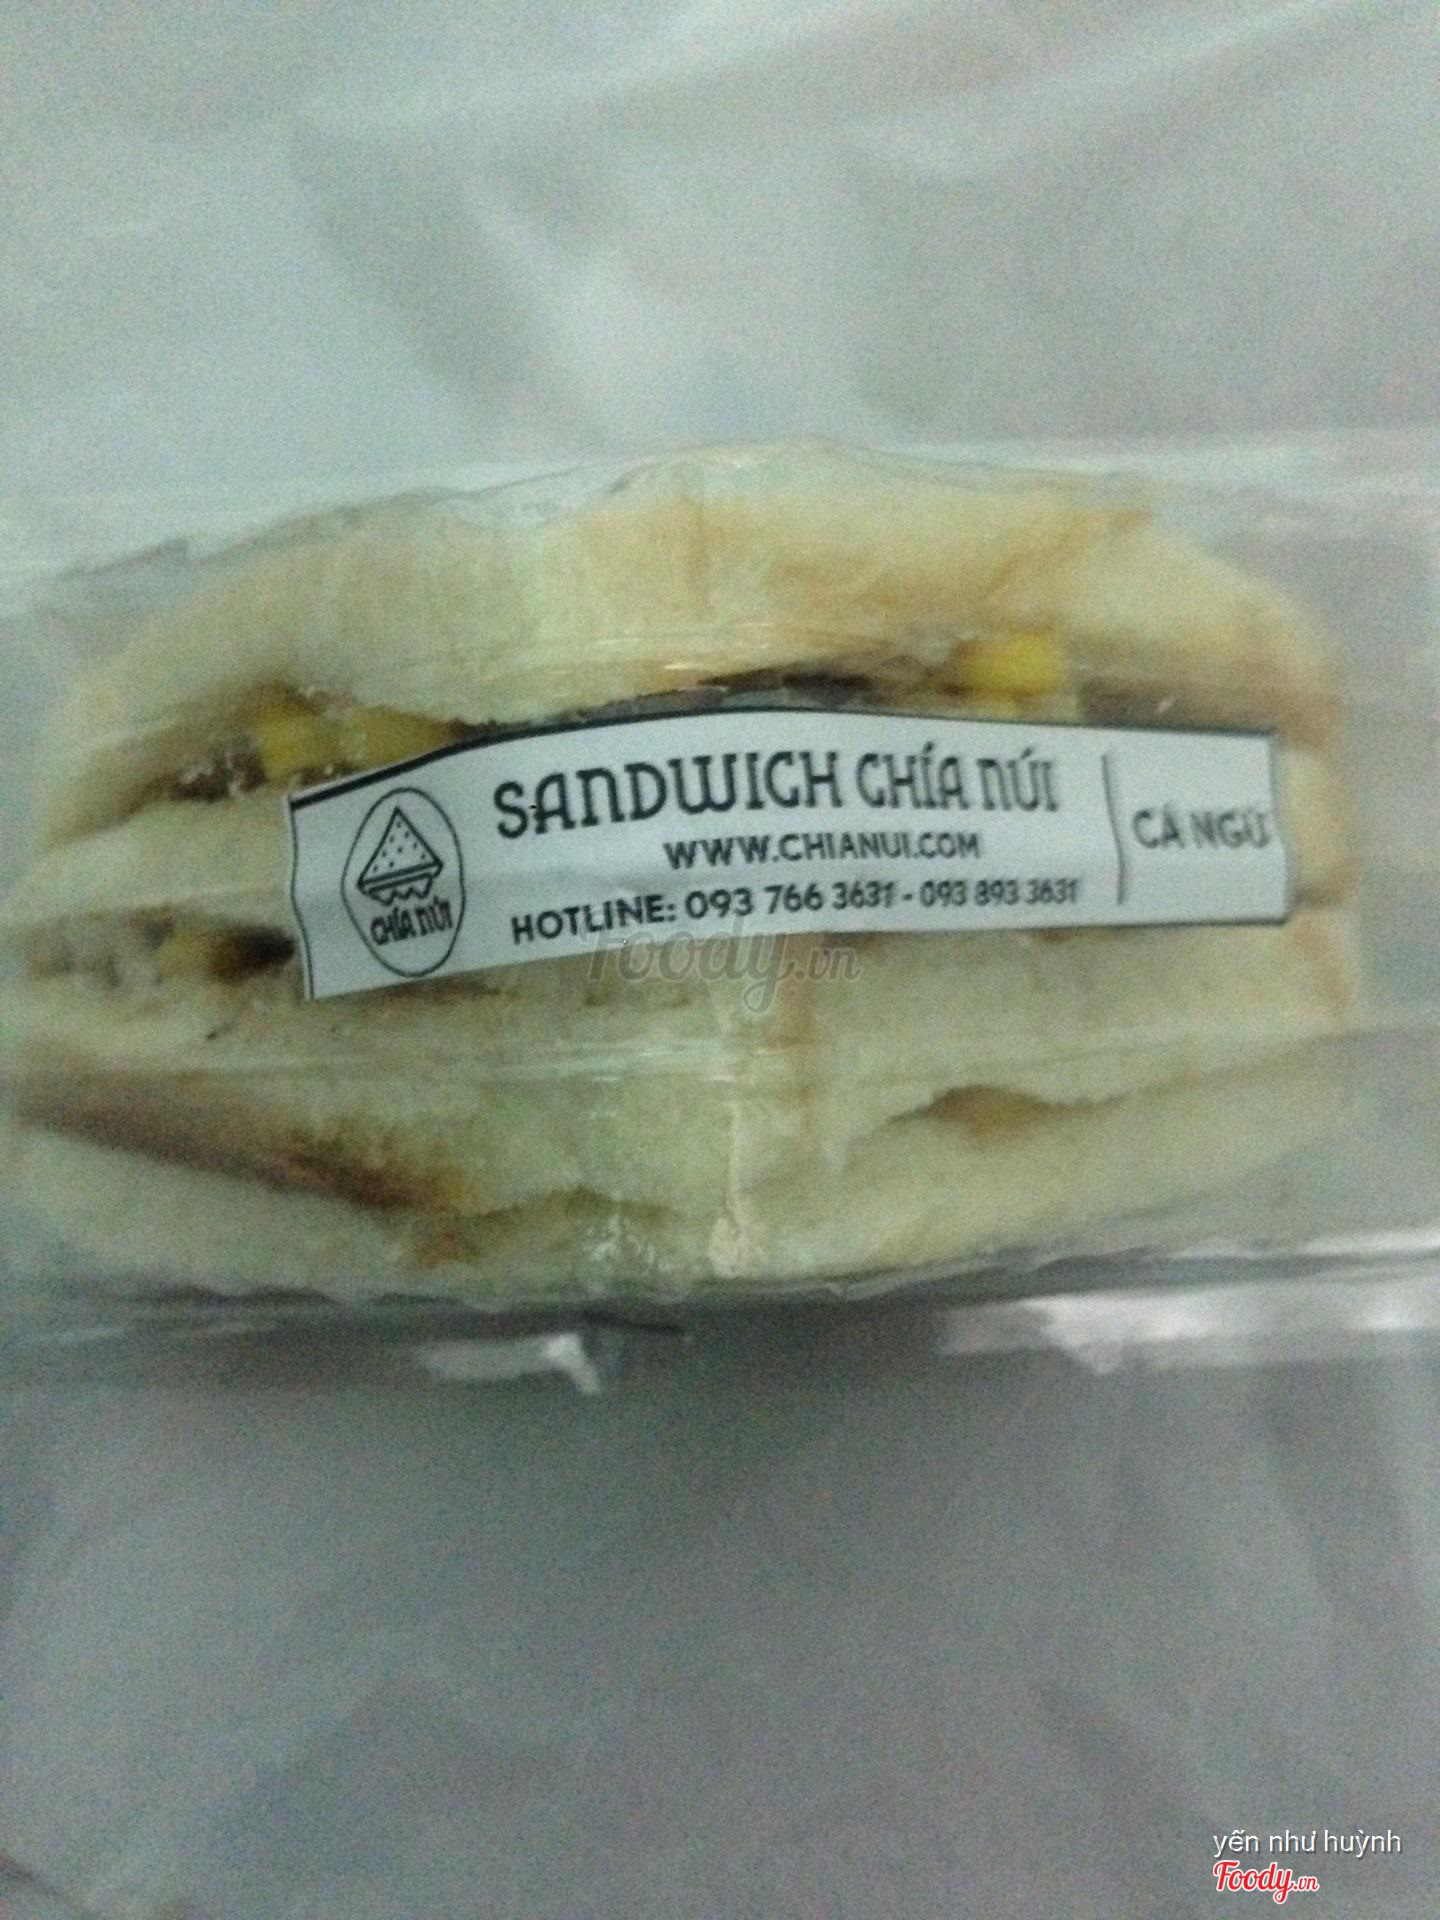 SANDWICH CHÍA NÚI
WWW.CHIANUI.COM
HOTLINE: 093 766 3631 - 093 893 3631
CÁ NGỪ
CHÍA NÚI
Foody.vn
yến như huỳnh
Foody.vn